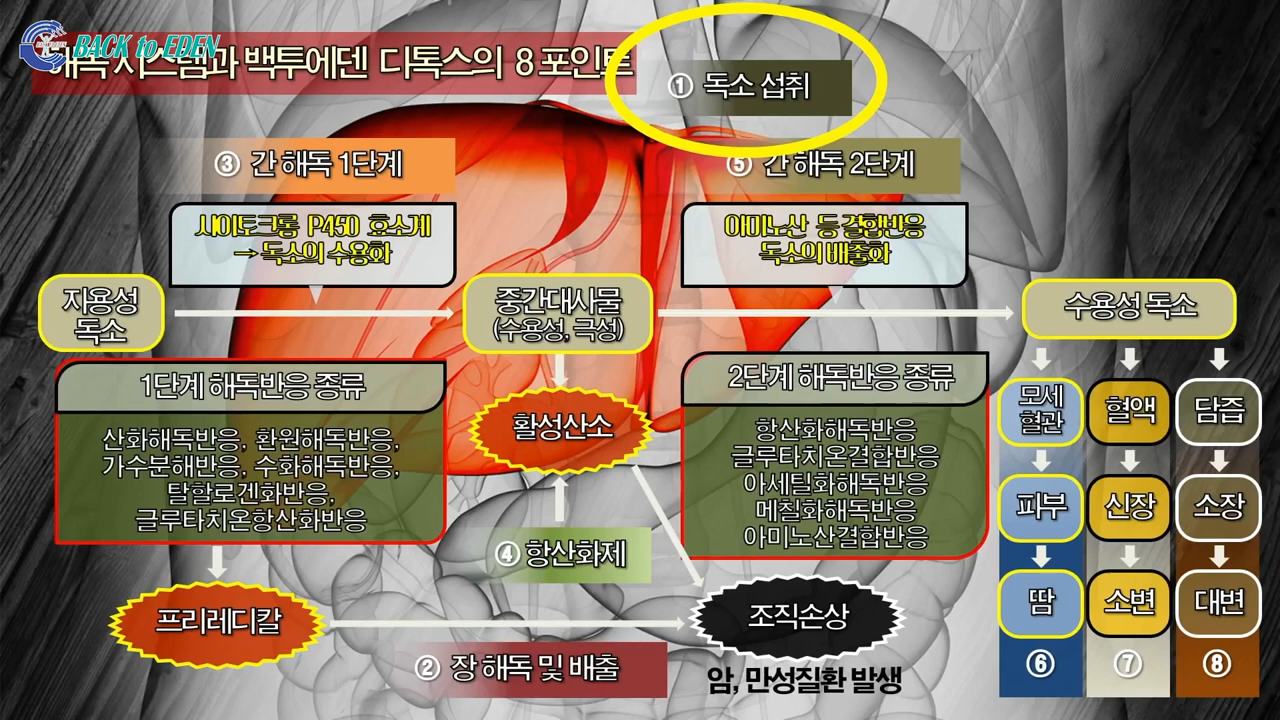 BACK to EDEN
해독 시스템과 백투에덴 디톡스의 8 포인트
① 독소 섭취
③ 간 해독 1단계
⑤ 간 해독 2단계
사이토크롬 P450 효소계
→ 독소의 수용화
아미노산 등 결합반응
독소의 배출화
지용성
독소
중간대사물
(수용성, 극성)
수용성 독소
1단계 해독반응 종류
산화해독반응, 환원해독반응,
가수분해반응, 수화해독반응,
탈할로겐화반응,
글루타치온항산화반응
활성산소
2단계 해독반응 종류
항산화해독반응
글루타치온결합반응
아세틸화해독반응
메질화해독반응
아미노산결합반응
④ 항산화제
프리레디칼
조직손상
암, 만성질환 발생
② 장 해독 및 배출
모세
혈관
피부
땀
⑥
혈액
신장
소변
⑦
담즙
소장
대변
⑧